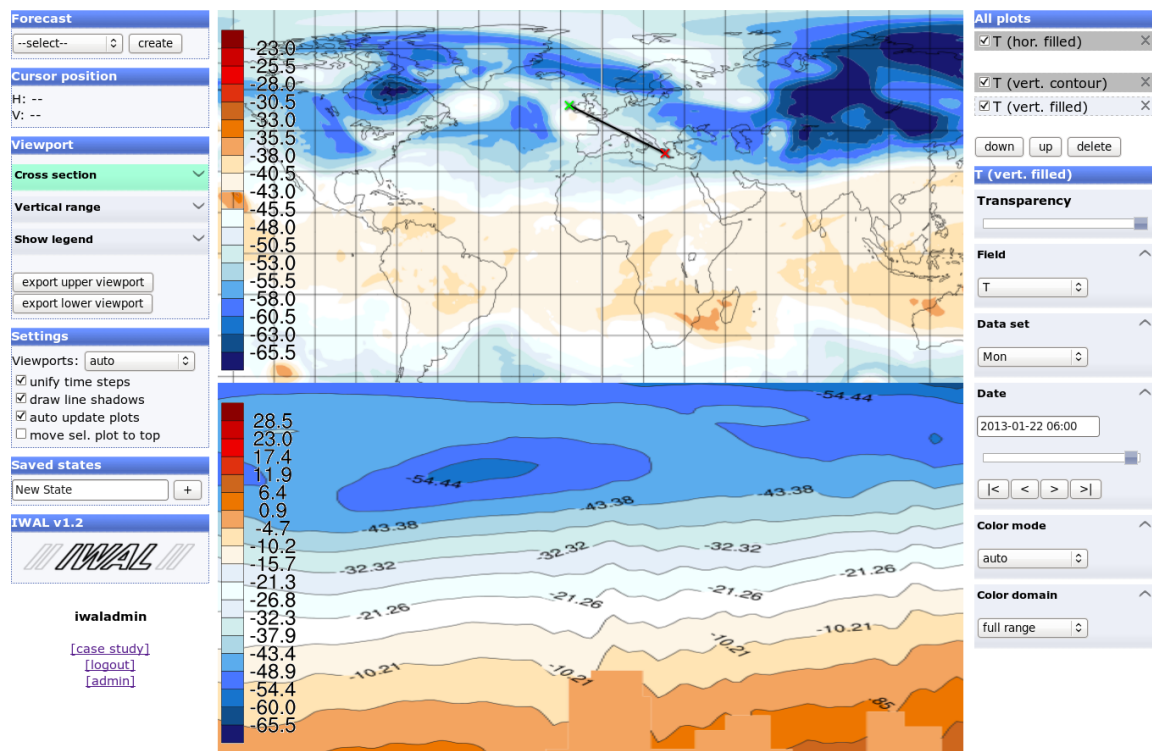 Forecast
--select-- create
Cursor position
H: --
V: --
Viewport
Cross section
Vertical range
Show legend
export upper viewport
export lower viewport
Settings
Viewports: auto
unify time steps
draw line shadows
auto update plots
move sel. plot to top
Saved states
New State +
IWAL v1.2
IWAL
iwaladmin
[case study]
[logout]
[admin]
-23.0
-25.5
-28.0
-30.5
-33.0
-35.5
-38.0
-40.5
-43.0
-45.5
-48.0
-50.5
-53.0
-55.5
-58.0
-60.5
-63.0
-65.5
28.5
23.0
17.4
11.9
6.4
0.9
-4.7
-10.2
-15.7
-21.3
-26.8
-32.3
-37.9
-43.4
-48.9
-54.4
-60.0
-65.5
-54.44
-54.44
-43.38
-43.38
-43.38
-32.32
-32.32
-32.32
-21.26
-21.26
-21.26
-21.26
-10.21
-10.21
-10.21
-10.21
All plots
T (hor. filled) X
T (vert. contour) X
T (vert. filled) X
down up delete
T (vert. filled)
Transparency
Field
T
Data set
Mon
Date
2013-01-22 06:00
|< < > >|
Color mode
auto
Color domain
full range